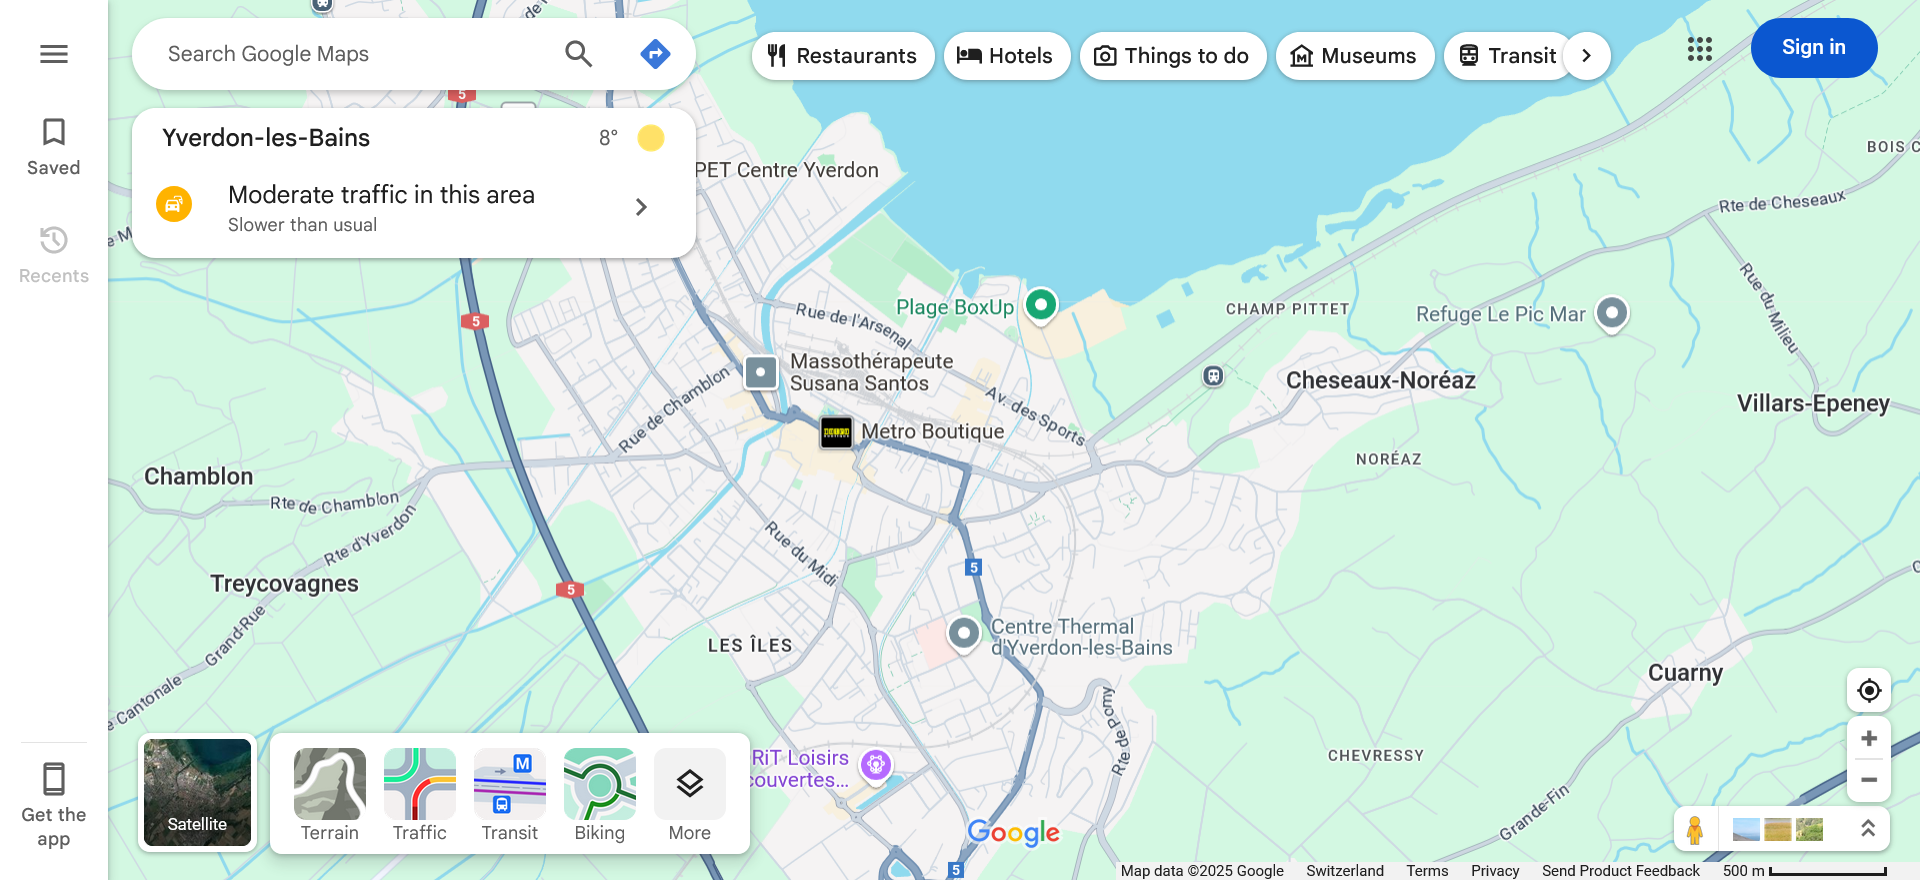 Search Google Maps
Restaurants
Hotels
Things to do
Museums
Transit
Sign in
Saved
Recents
Get the
app
Yverdon-les-Bains
8°
Moderate traffic in this area
Slower than usual
5
PET Centre Yverdon
BOIS C
Rte de Cheseaux
Rue du Milieu
Plage BoxUp
Rue de l'Arsenal
CHAMP PITTET
Refuge Le Pic Mar
5
Massothérapeute
Susana Santos
Cheseaux-Noréaz
Villars-Epeney
Rue de Chamblon
Av. des Sports
Metro Boutique
NORÉAZ
Chamblon
Rte de Chamblon
Rte d'Yverdon
Rue du Midi
5
Treycovagnes
5
Grand-Rue
Centre Thermal
d'Yverdon-les-Bains
LES ÎLES
Cuarny
Cantonale
Rte de Pomy
CHEVRESSY
RiT Loisirs
couvertes...
Grande-Fin
Satellite
M
Terrain
Traffic
Transit
Biking
More
Google
5
Map data ©2025 Google
Switzerland
Terms
Privacy
Send Product Feedback
500 m